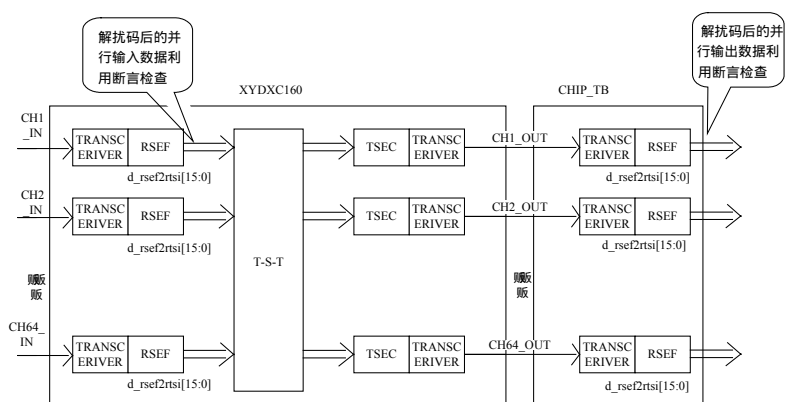 解扰码后的并
行输入数据利
用断言检查
解扰码后的并
行输出数据利
用断言检查
XYDXC160
CHIP_TB
CH1
_IN
TRANSC
ERIVER
RSEF
d_rsef2rtsi[15:0]
TSEC
TRANSC
ERIVER
CH1_OUT
TRANSC
ERIVER
RSEF
d_rsef2rtsi[15:0]
CH2
_IN
TRANSC
ERIVER
RSEF
d_rsef2rtsi[15:0]
TSEC
TRANSC
ERIVER
CH2_OUT
TRANSC
ERIVER
RSEF
d_rsef2rtsi[15:0]
T-S-T
CH64_
IN
TRANSC
ERIVER
RSEF
d_rsef2rtsi[15:0]
TSEC
TRANSC
ERIVER
CH64_OUT
TRANSC
ERIVER
RSEF
d_rsef2rtsi[15:0]